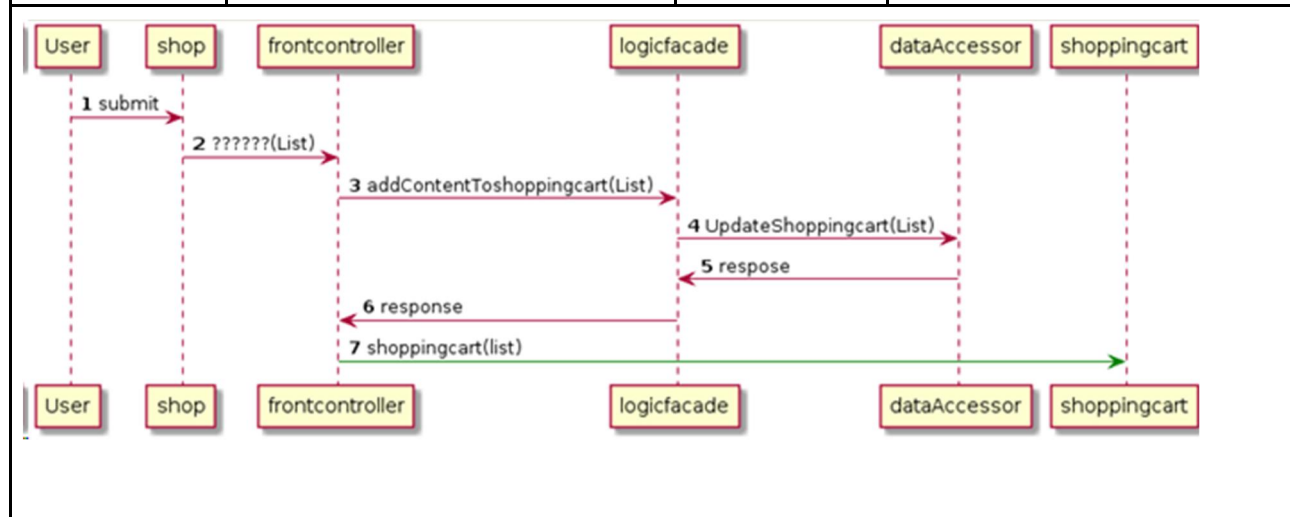 User shop frontcontroller logicfacade dataAccessor shoppingcart
1 submit
2 ??????(List)
3 addContentToshoppingcart(List)
4 UpdateShoppingcart(List)
5 respose
6 response
7 shoppingcart(list)
User shop frontcontroller logicfacade dataAccessor shoppingcart